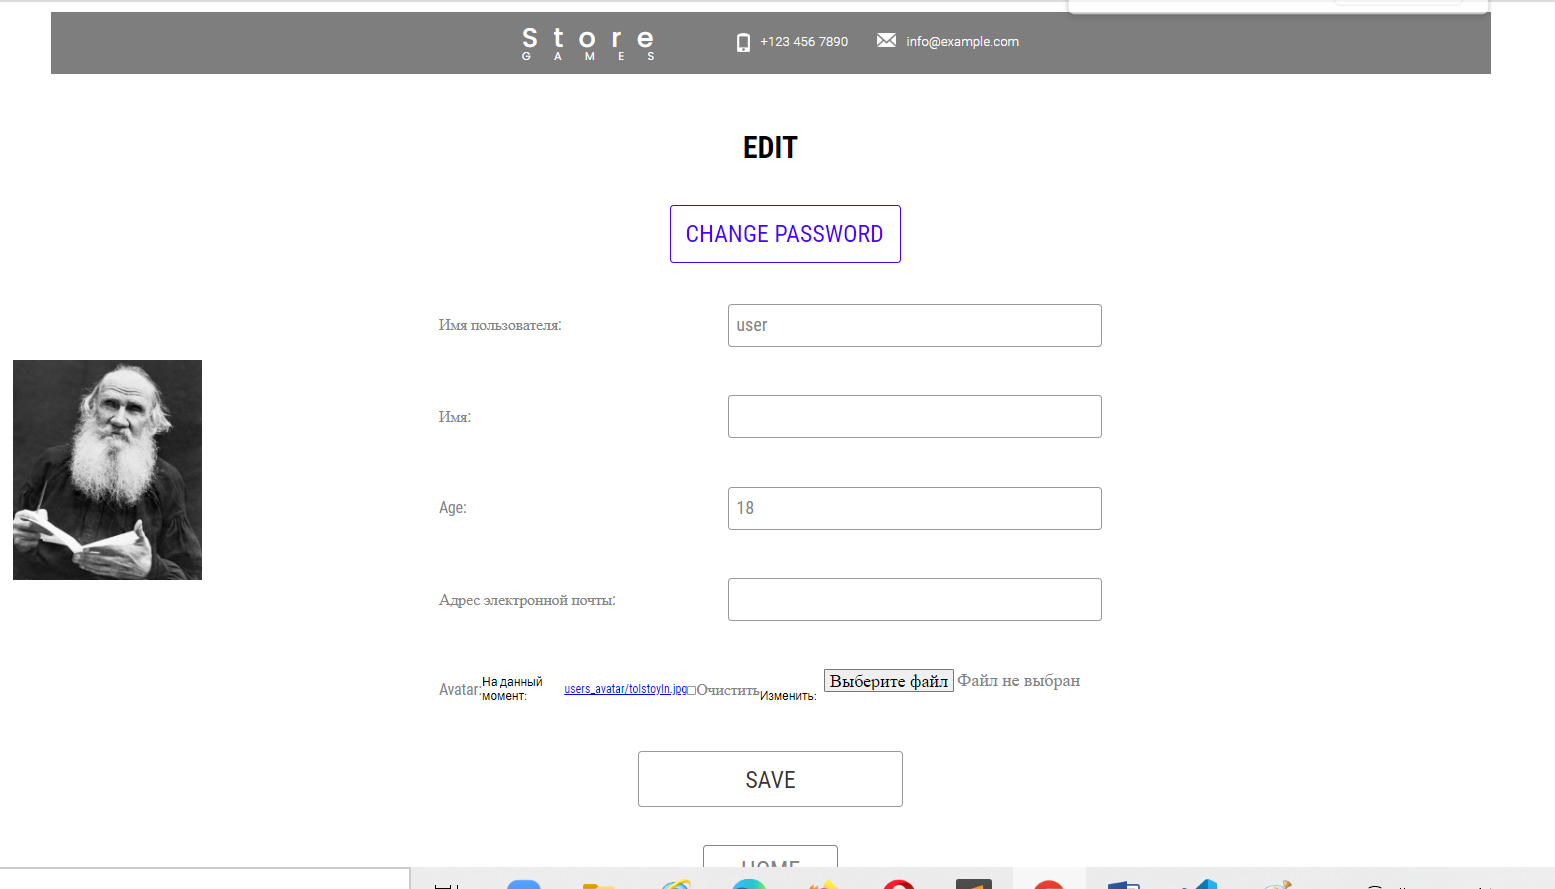 Store
GAMES
+123 456 7890
info@example.com
EDIT
CHANGE PASSWORD
Имя пользователя:
user
Имя:
Age:
18
Адрес электронной почты:
Avatar:
На данный
момент:
users_avatar/tolstoyln.jpg
Очистить
Изменить:
Выберите файл
Файл не выбран
SAVE
HOME